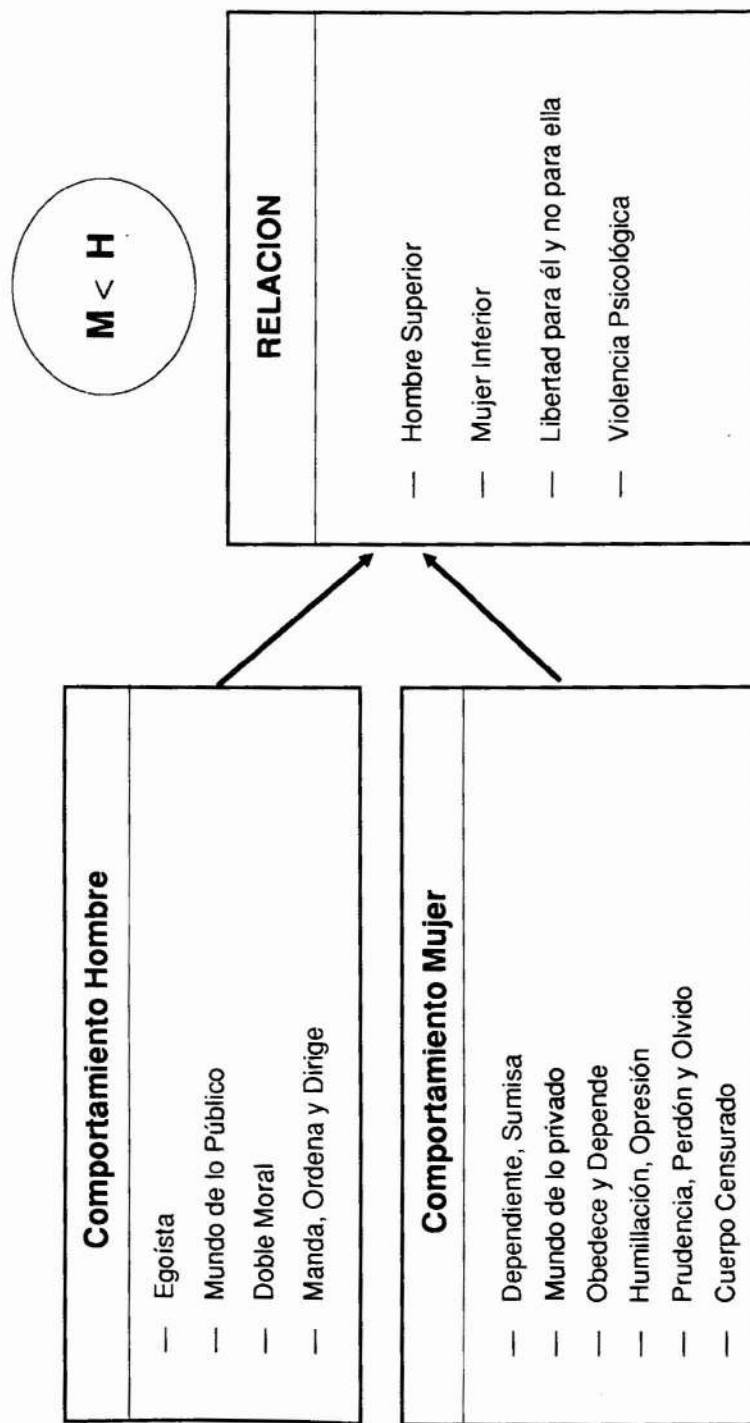 Comportamiento Hombre
— Egoísta
— Mundo de lo Público
— Doble Moral
— Manda, Ordena y Dirige
Comportamiento Mujer
— Dependiente, Sumisa
— Mundo de lo privado
— Obedece y Depende
— Humillación, Opresión
— Prudencia, Perdón y Olvido
— Cuerpo Censurado
M < H
RELACION
— Hombre Superior
— Mujer Inferior
— Libertad para él y no para ella
— Violencia Psicológica